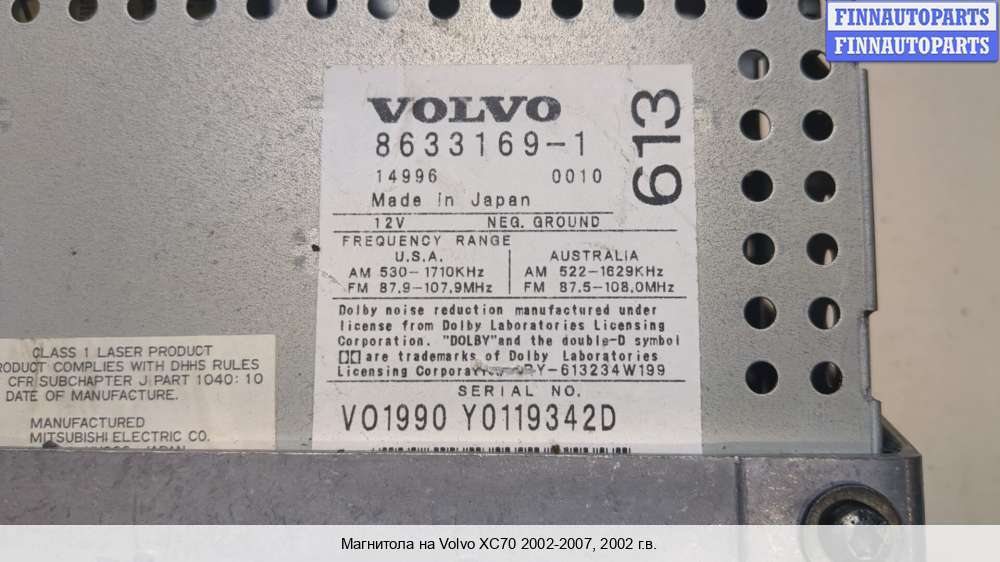 FINNAUTOPARTS
FINNAUTOPARTS
VOLVO
8633169-1
14996 0010
613
Made in Japan
12V NEG. GROUND
FREQUENCY RANGE
U.S.A.
AM 530-1710KHz
FM 87.9-107.9MHz
AUSTRALIA
AM 522-1629KHz
FM 87.5-108.0MHz
Dolby noise reduction manufactured under
license from Dolby Laboratories Licensing
Corporation. "DOLBY"and the double-D symbol
are trademarks of Dolby Laboratories
Licensing -613234W199
SERIAL NO.
VO1990 Y0119342D
CLASS 1 LASER PRODUCT
PRODUCT COMPLIES WITH DHHS RULES
CFR SUBCHAPTER J PART 1040:10
DATE OF MANUFACTURE.
MANUFACTURED
MITSUBISHI ELECTRIC CO.
JAPAN
Магнитола на Volvo XC70 2002-2007, 2002 г.в.